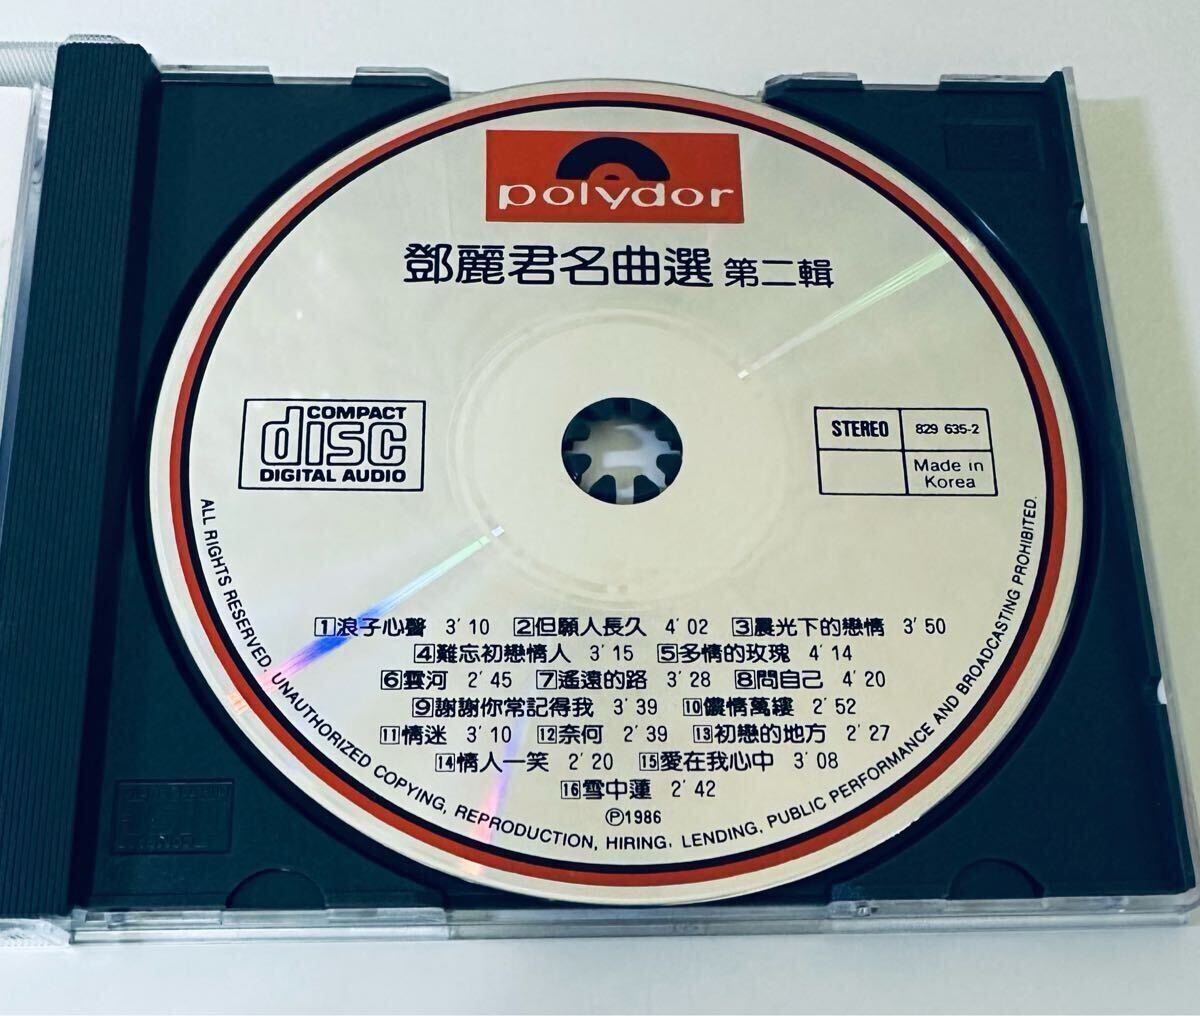 polydor
鄧麗君名曲選 第二輯
COMPACT
disc
DIGITAL AUDIO
STEREO 829 635-2
Made in
Korea
1 浪子心聲 3'10 2 但願人長久 4'02 3 晨光下的戀情 3'50
4 難忘初戀情人 3'15 5 多情的玫瑰 4'14
6 雲河 2'45 7 遙遠的路 3'28 8 問自己 4'20
9 謝謝你常記得我 3'39 10 儂情萬縷 2'52
11 情迷 3'10 12 奈何 2'39 13 初戀的地方 2'27
14 情人一笑 2'20 15 愛在我心中 3'08
16 雪中蓮 2'42
Ⓟ1986
ALL RIGHTS RESERVED. UNAUTHORIZED COPYING, REPRODUCTION, HIRING, LENDING, PUBLIC PERFORMANCE AND BROADCASTING PROHIBITED.